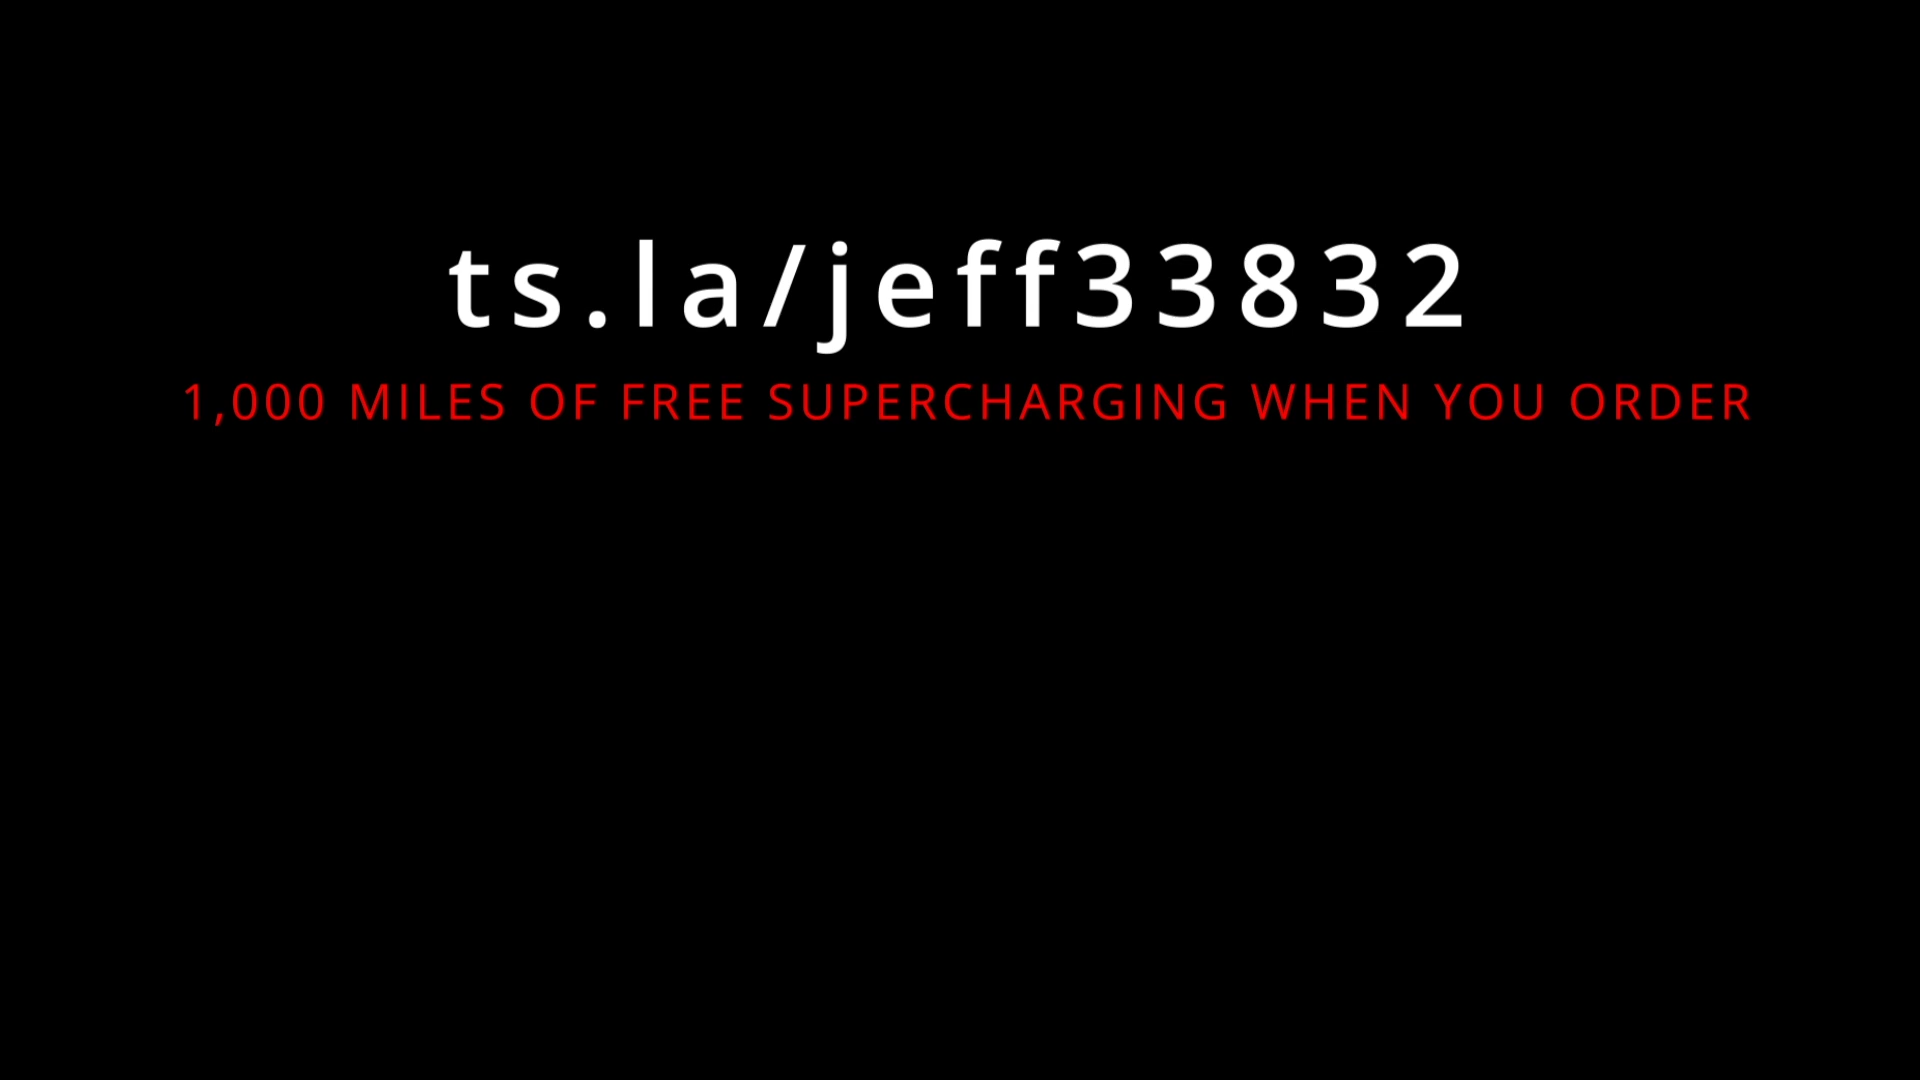 ts.la/jeff33832
1,000 MILES OF FREE SUPERCHARGING WHEN YOU ORDER